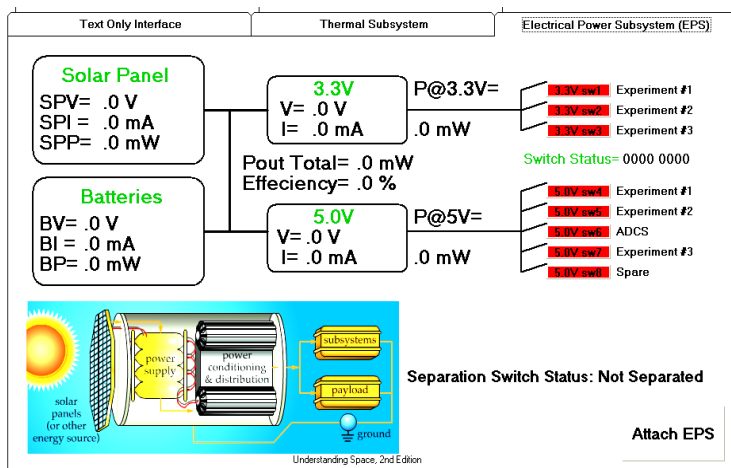 Text Only Interface
Thermal Subsystem
Electrical Power Subsystem (EPS)
Solar Panel
SPV= .0 V
SPI = .0 mA
SPP= .0 mW
3.3V
V= .0 V
I= .0 mA
P@3.3V=
.0 mW
3.3V sw1 Experiment #1
3.3V sw2 Experiment #2
3.3V sw3 Experiment #3
Pout Total= .0 mW
Effeciency= .0 %
Switch Status= 0000 0000
Batteries
BV= .0 V
BI = .0 mA
BP= .0 mW
5.0V
V= .0 V
I= .0 mA
P@5V=
.0 mW
5.0V sw4 Experiment #1
5.0V sw5 Experiment #2
5.0V sw6 ADCS
5.0V sw7 Experiment #3
5.0V sw8 Spare
power
supply
power
conditioning
& distribution
subsystems
payload
solar
panels
(or other
energy source)
ground
Understanding Space, 2nd Edition
Separation Switch Status: Not Separated
Attach EPS